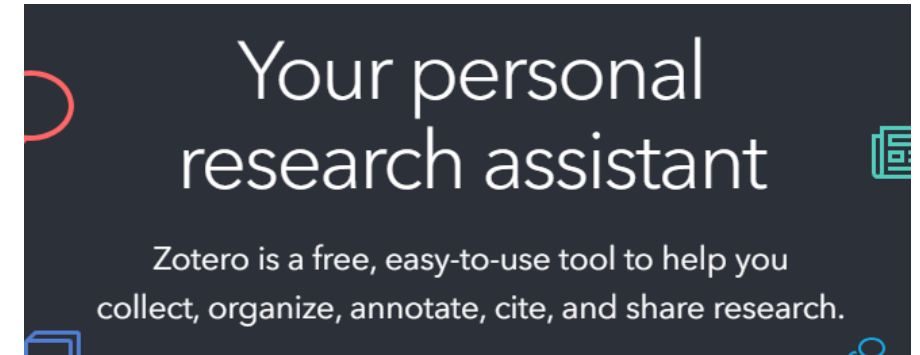 Your personal
research assistant
Zotero is a free, easy-to-use tool to help you
collect, organize, annotate, cite, and share research.